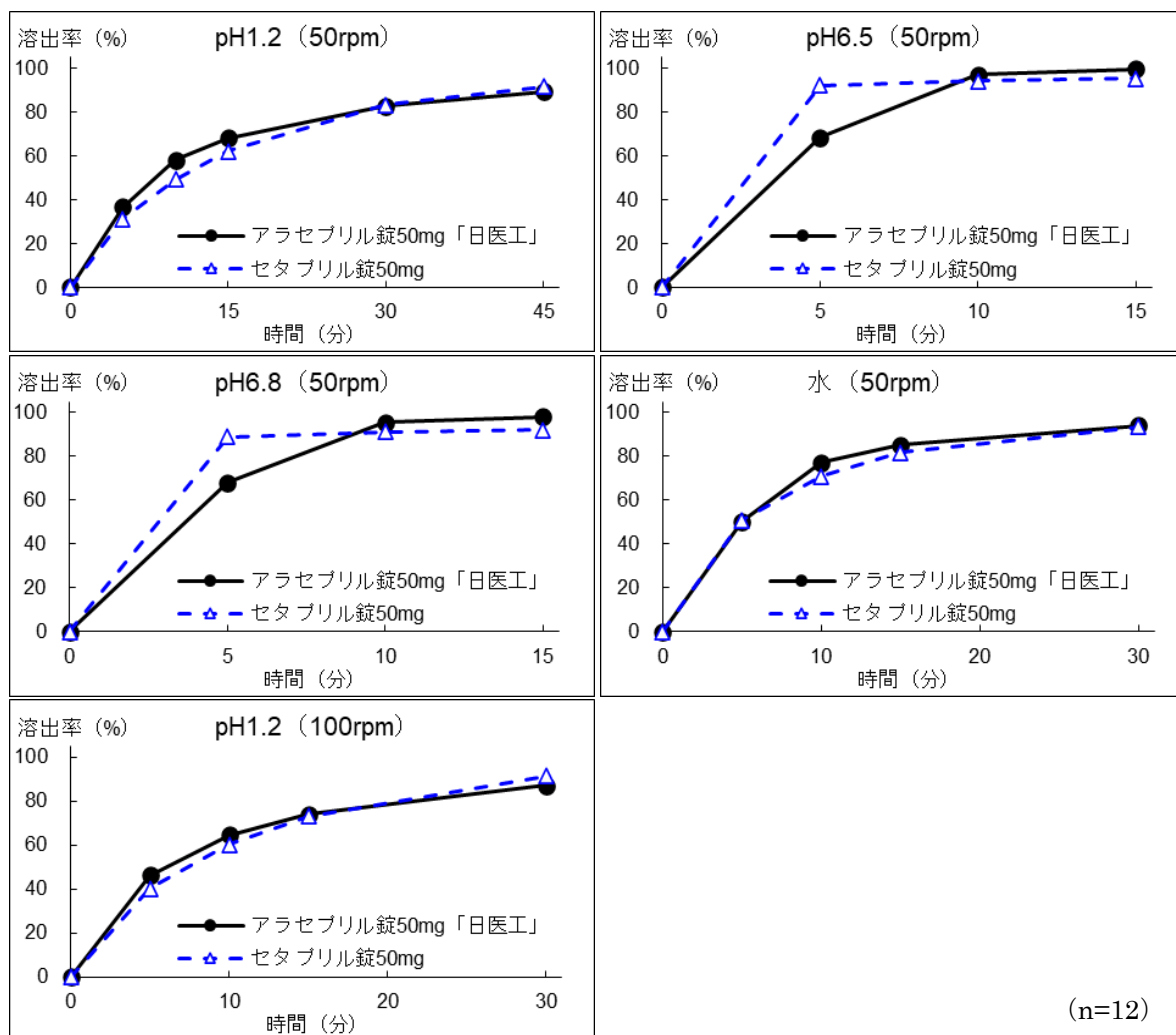 溶出率（%）
pH1.2（50rpm）
100
80
60
40
20
0
アラセプリル錠50mg「日医工」
セタプリル錠50mg
0 15 30 45
時間（分）
溶出率（%）
pH6.5（50rpm）
100
80
60
40
20
0
アラセプリル錠50mg「日医工」
セタプリル錠50mg
0 5 10 15
時間（分）
溶出率（%）
pH6.8（50rpm）
100
80
60
40
20
0
アラセプリル錠50mg「日医工」
セタプリル錠50mg
0 5 10 15
時間（分）
溶出率（%）
水（50rpm）
100
80
60
40
20
0
アラセプリル錠50mg「日医工」
セタプリル錠50mg
0 10 20 30
時間（分）
溶出率（%）
pH1.2（100rpm）
100
80
60
40
20
0
アラセプリル錠50mg「日医工」
セタプリル錠50mg
0 10 20 30
時間（分）
(n=12)